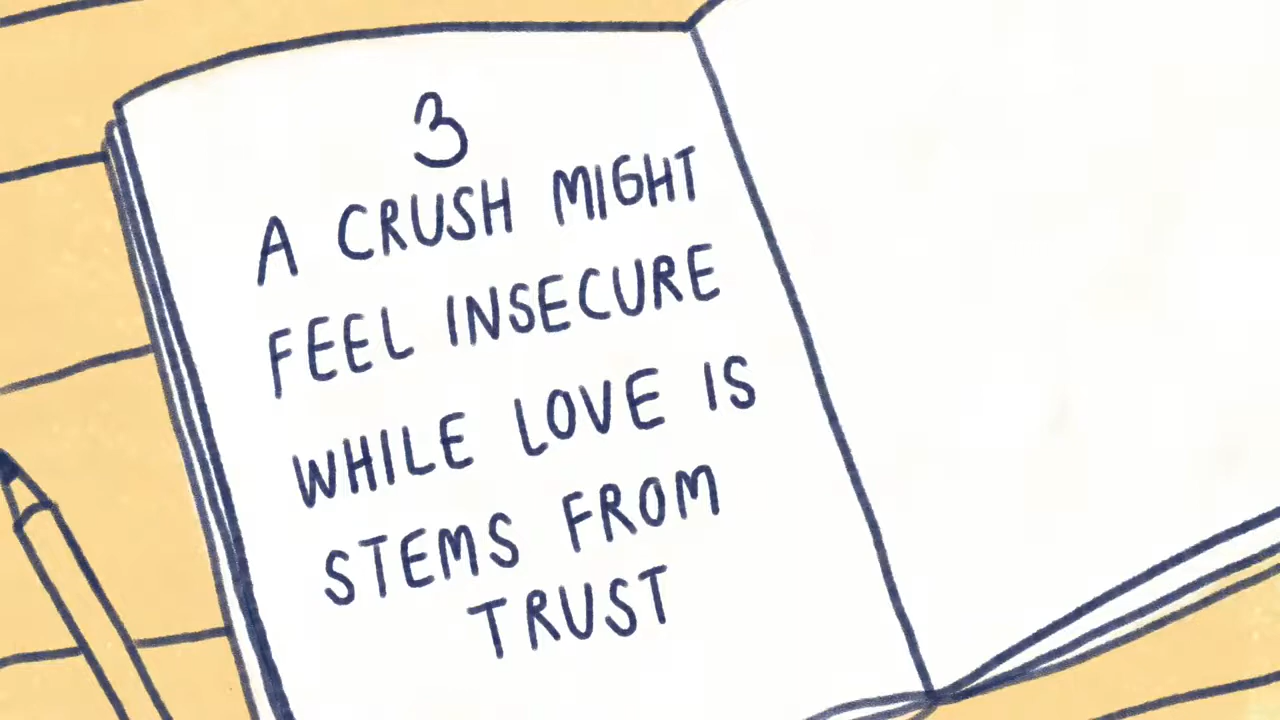 3
A CRUSH MIGHT
FEEL INSECURE
WHILE LOVE IS
STEMS FROM
TRUST